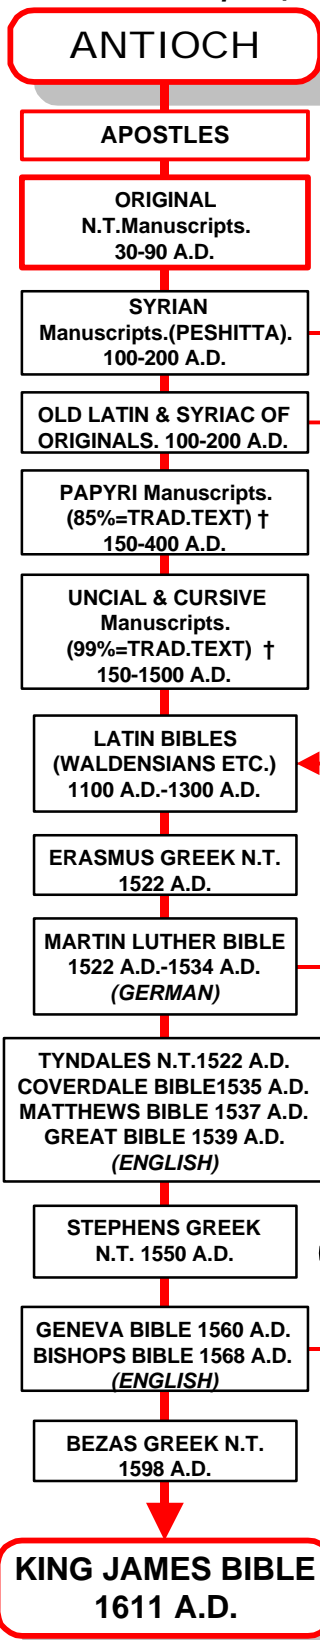 ANTIOCH
APOSTLES
ORIGINAL
N.T.Manuscripts.
30-90 A.D.
SYRIAN
Manuscripts.(PESHITTA).
100-200 A.D.
OLD LATIN & SYRIAC OF
ORIGINALS. 100-200 A.D.
PAPYRI Manuscripts.
(85%=TRAD.TEXT) †
150-400 A.D.
UNCIAL & CURSIVE
Manuscripts.
(99%=TRAD.TEXT) †
150-1500 A.D.
LATIN BIBLES
(WALDENSIANS ETC.)
1100 A.D.-1300 A.D.
ERASMUS GREEK N.T.
1522 A.D.
MARTIN LUTHER BIBLE
1522 A.D.-1534 A.D.
(GERMAN)
TYNDALES N.T.1522 A.D.
COVERDALE BIBLE1535 A.D.
MATTHEWS BIBLE 1537 A.D.
GREAT BIBLE 1539 A.D.
(ENGLISH)
STEPHENS GREEK
N.T. 1550 A.D.
GENEVA BIBLE 1560 A.D.
BISHOPS BIBLE 1568 A.D.
(ENGLISH)
BEZAS GREEK N.T.
1598 A.D.
KING JAMES BIBLE
1611 A.D.